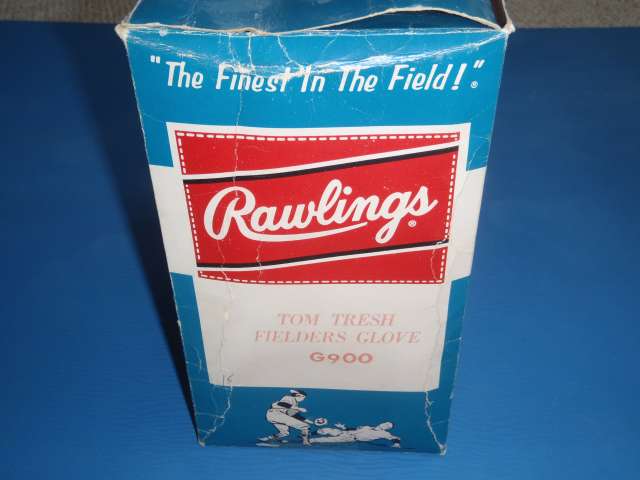 "The Finest In The Field!"®
Rawlings®
TOM TRESH
FIELDERS GLOVE
G900